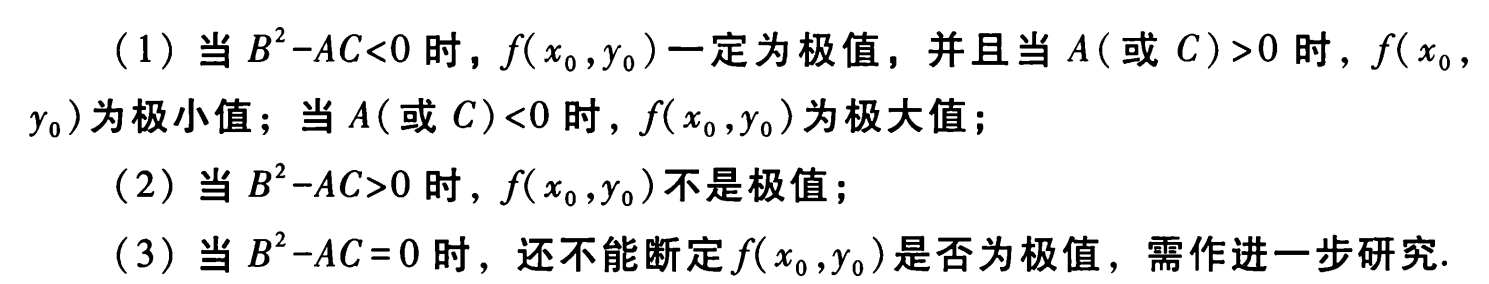 (1) 当 B²-AC<0 时，f(x₀,y₀)一定为极值，并且当 A(或 C)>0 时，f(x₀,
y₀)为极小值；当 A(或 C)<0 时，f(x₀,y₀)为极大值；
(2) 当 B²-AC>0 时，f(x₀,y₀)不是极值；
(3) 当 B²-AC=0 时，还不能断定f(x₀,y₀)是否为极值，需作进一步研究.